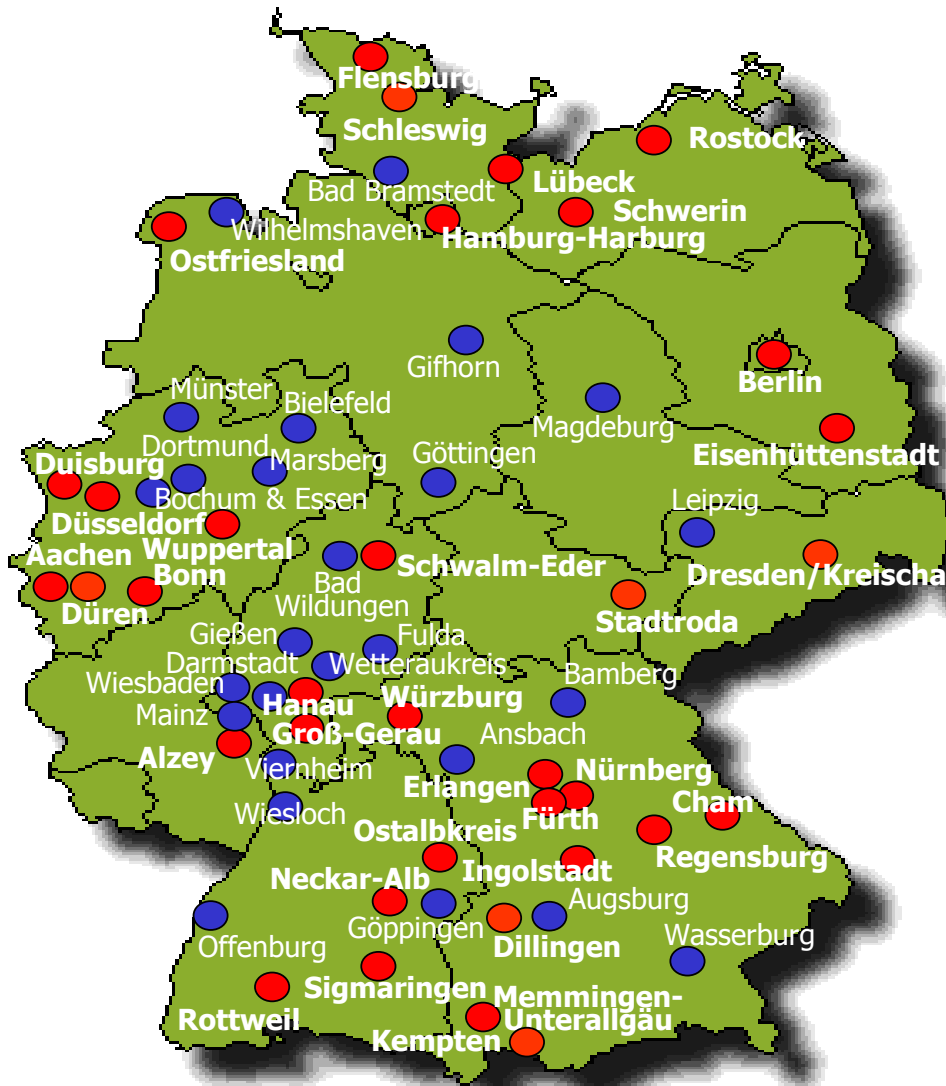 Flensburg
Schleswig
Rostock
Bad Bramstedt
Lübeck
Wilhelmshaven
Schwerin
Hamburg-Harburg
Ostfriesland
Gifhorn
Berlin
Münster
Bielefeld
Magdeburg
Dortmund
Göttingen
Eisenhüttenstadt
Duisburg
Marsberg
Bochum & Essen
Leipzig
Düsseldorf
Wuppertal
Aachen
Bonn
Schwalm-Eder
Dresden/Kreischa
Bad
Wildungen
Düren
Stadtroda
Gießen
Fulda
Darmstadt
Wetteraukreis
Bamberg
Wiesbaden
Hanau
Würzburg
Mainz
Groß-Gerau
Ansbach
Alzey
Viernheim
Nürnberg
Erlangen
Cham
Wiesloch
Fürth
Ostalbkreis
Regensburg
Ingolstadt
Neckar-Alb
Augsburg
Göppingen
Offenburg
Dillingen
Wasserburg
Sigmaringen
Memmingen-
Unterallgäu
Rottweil
Kempten